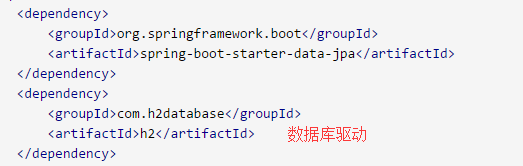 <dependency>
<groupId>org.springframework.boot</groupId>
<artifactId>spring-boot-starter-data-jpa</artifactId>
</dependency>
<dependency>
<groupId>com.h2database</groupId>
<artifactId>h2</artifactId> 数据库驱动
</dependency>